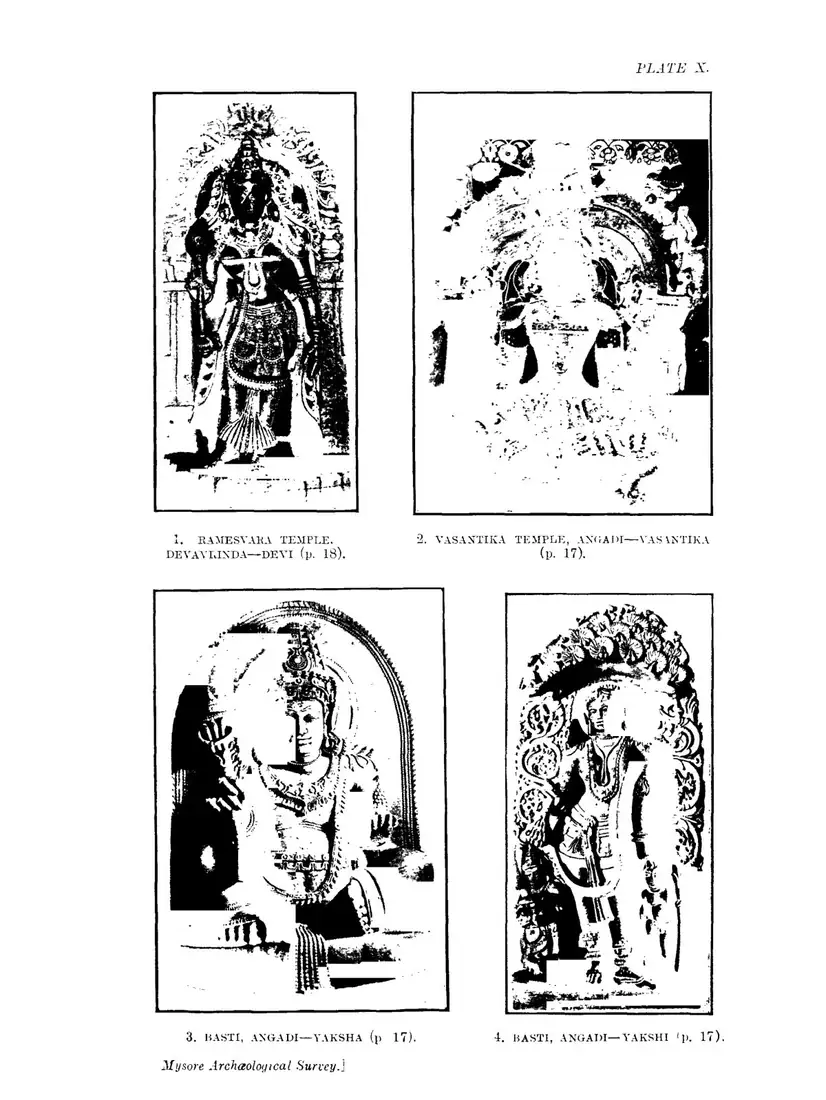 PLATE X.
1. RAMESVARA TEMPLE,
DEVAVRINDA—DEVI (p. 18).
2. VASANTIKA TEMPLE, ANGADI—VASANTIKA
(p. 17).
3. BASTI, ANGADI—YAKSHA (p 17).
4. BASTI, ANGADI—YAKSHI (p. 17).
Mysore Archæological Survey.]